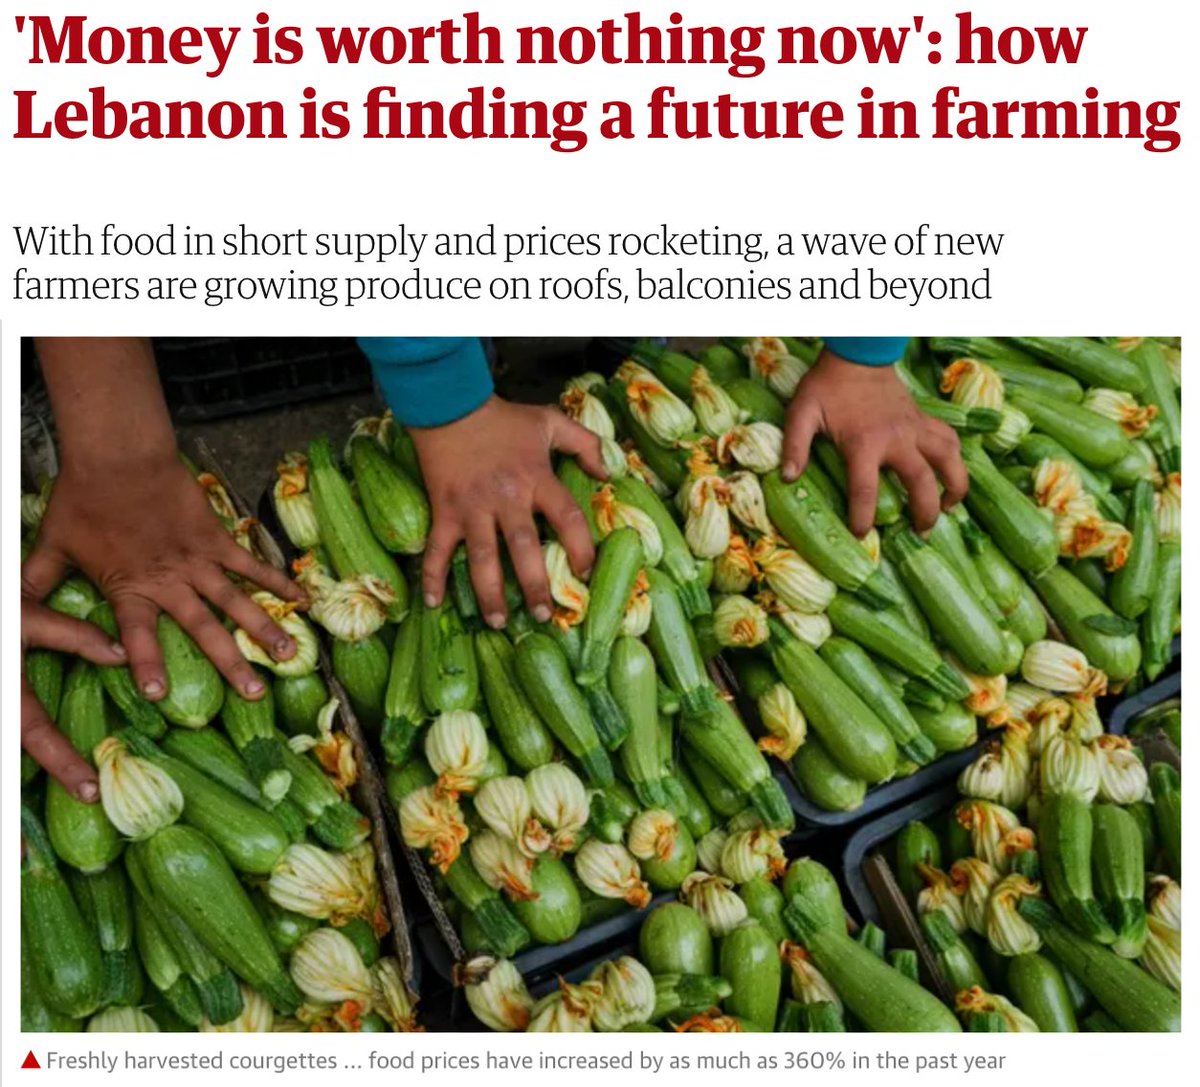 'Money is worth nothing now': how
Lebanon is finding a future in farming
With food in short supply and prices rocketing, a wave of new
farmers are growing produce on roofs, balconies and beyond
Freshly harvested courgettes ... food prices have increased by as much as 360% in the past year